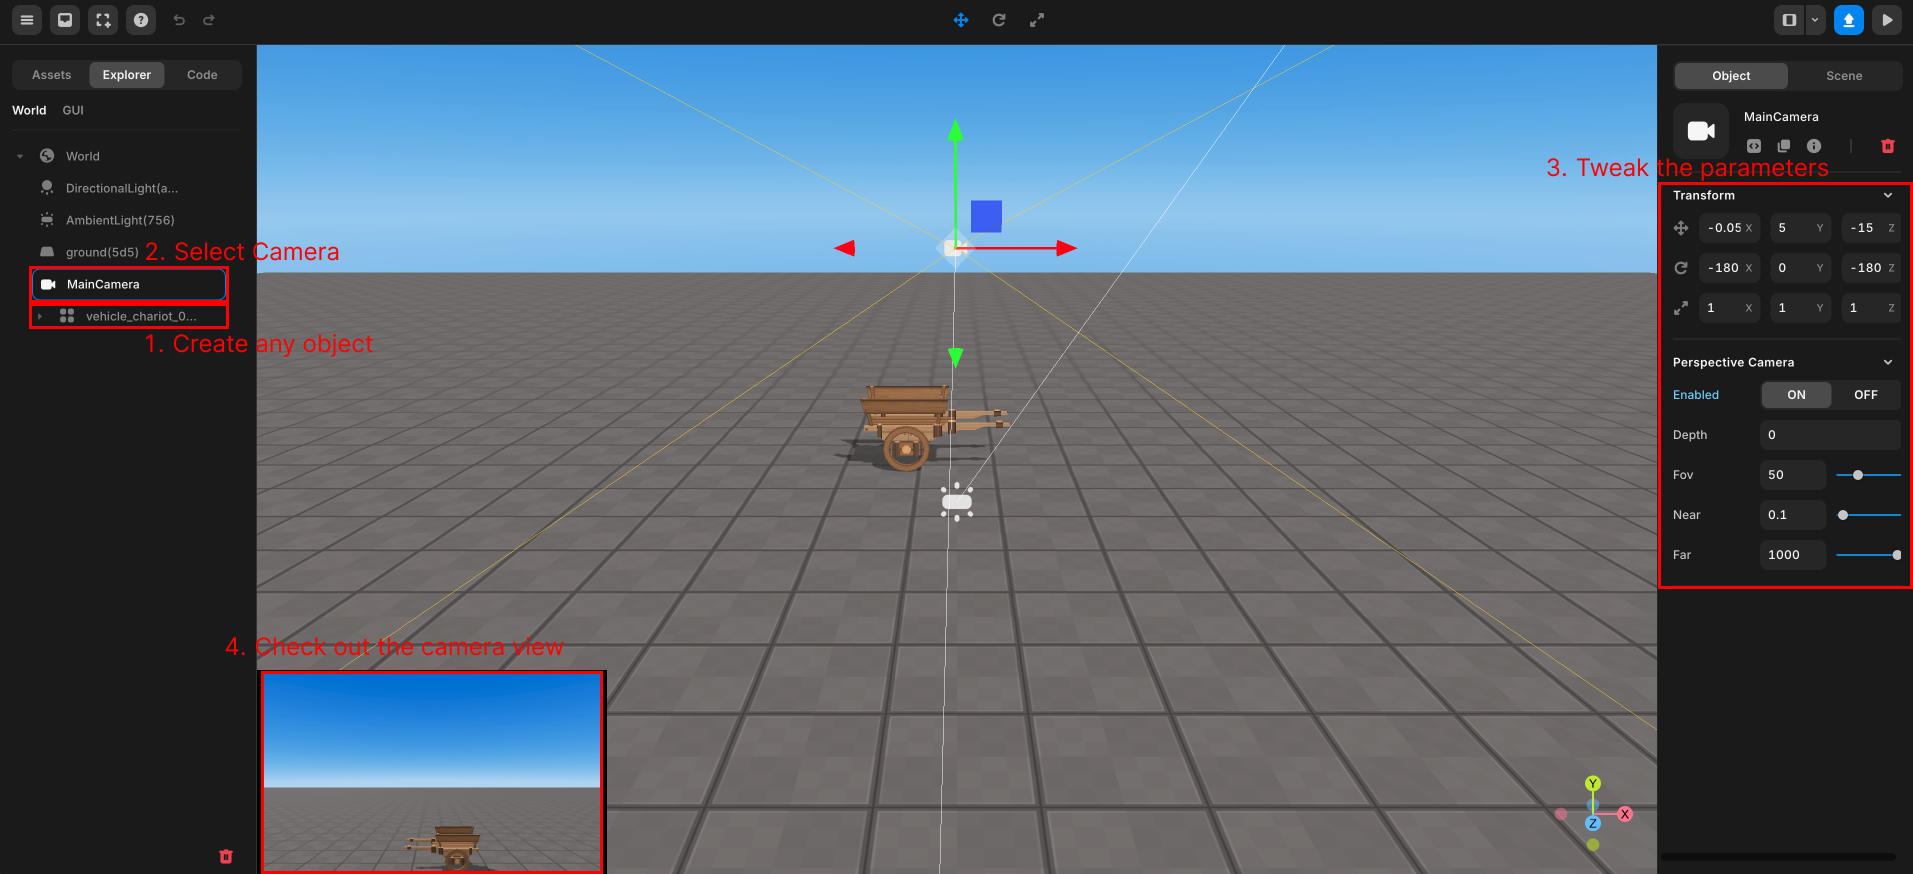 Assets Explorer Code
World GUI
World
DirectionalLight(a...
AmbientLight(756)
ground(5d5)
2. Select Camera
MainCamera
vehicle_chariot_0...
1. Create any object
4. Check out the camera view
Y
X
Z
Object Scene
MainCamera
3. Tweak the parameters
Transform
-0.05 X 5 Y -15 Z
-180 X 0 Y -180 Z
1 X 1 Y 1 Z
Perspective Camera
Enabled ON OFF
Depth 0
Fov 50
Near 0.1
Far 1000